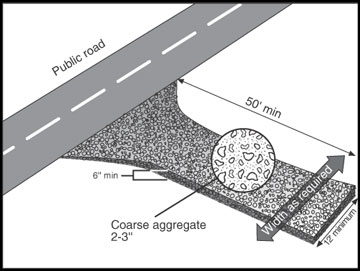 Public road
50' min
6" min
Width as required
Coarse aggregate
2-3"
12' minimum